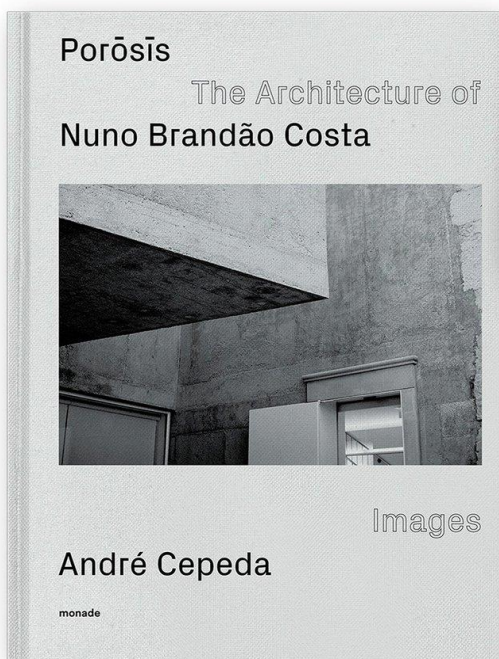 Porōsīs
The Architecture of
Nuno Brandão Costa
Images
André Cepeda
monade